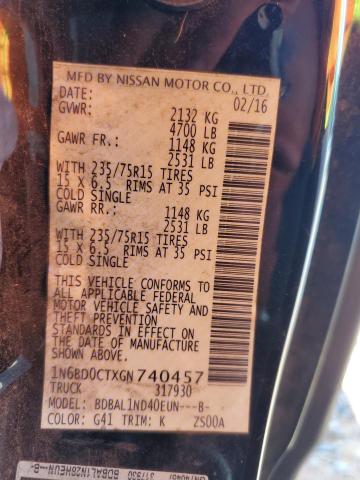 MFD BY NISSAN MOTOR CO., LTD.
DATE: 02/16
GVWR: 2132 KG
4700 LB
GAWR FR.: 1148 KG
2531 LB
WITH 235/75R15 TIRES
15 X 6.5 RIMS AT 35 PSI
COLD SINGLE
GAWR RR.: 1148 KG
2531 LB
WITH 235/75R15 TIRES
15 X 6.5 RIMS AT 35 PSI
COLD SINGLE
THIS VEHICLE CONFORMS TO
ALL APPLICABLE FEDERAL
MOTOR VEHICLE SAFETY AND
THEFT PREVENTION
STANDARDS IN EFFECT ON
THE DATE OF MANUFACTURE
SHOWN ABOVE.
1N6BD0CTXGN740457
TRUCK 317930
MODEL: BDBAL1ND40EUN---B-
COLOR: G41 TRIM: K ZS00A